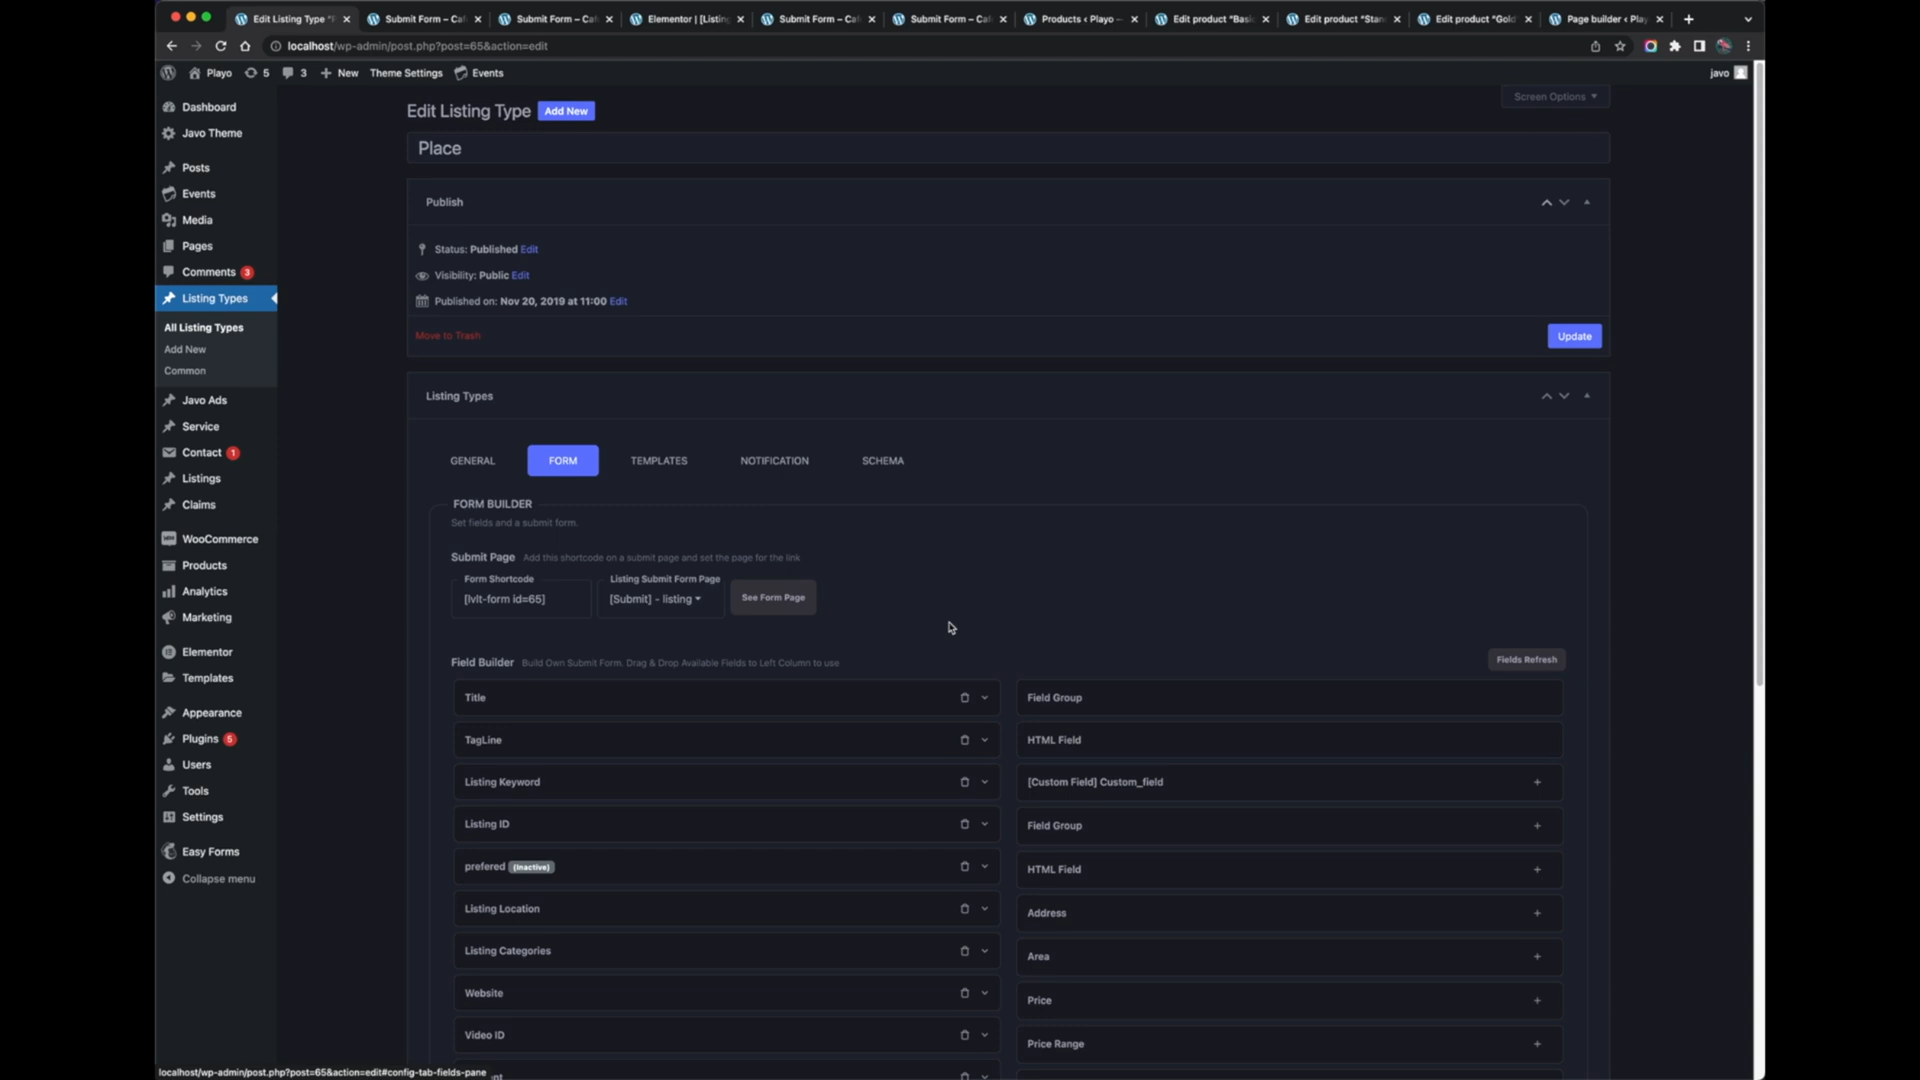 Edit Listing Type "P
Submit Form – Caf
Submit Form – Caf
Elementor | [Listing
Submit Form – Caf
Submit Form – Caf
Products ‹ Playo —
Edit product "Basi
Edit product "Stan
Edit product "Gold
Page builder ‹ Play
localhost/wp-admin/post.php?post=65&action=edit
Playo
5
3
New
Theme Settings
Events
javo
Dashboard
Javo Theme
Posts
Events
Media
Pages
Comments 3
Listing Types
All Listing Types
Add New
Common
Javo Ads
Service
Contact 1
Listings
Claims
WooCommerce
Products
Analytics
Marketing
Elementor
Templates
Appearance
Plugins 5
Users
Tools
Settings
Easy Forms
Collapse menu
Screen Options
Edit Listing Type
Add New
Place
Publish
Status: Published Edit
Visibility: Public Edit
Published on: Nov 20, 2019 at 11:00 Edit
Move to Trash
Update
Listing Types
GENERAL
FORM
TEMPLATES
NOTIFICATION
SCHEMA
FORM BUILDER
Set fields and a submit form.
Submit Page Add this shortcode on a submit page and set the page for the link
Form Shortcode
[lvlt-form id=65]
Listing Submit Form Page
[Submit] - listing
See Form Page
Field Builder Build Own Submit Form. Drag & Drop Available Fields to Left Column to use
Fields Refresh
Title
TagLine
Listing Keyword
Listing ID
prefered (Inactive)
Listing Location
Listing Categories
Website
Video ID
Field Group
HTML Field
[Custom Field] Custom_field
Field Group
HTML Field
Address
Area
Price
Price Range
localhost/wp-admin/post.php?post=65&action=edit#config-tab-fields-pane